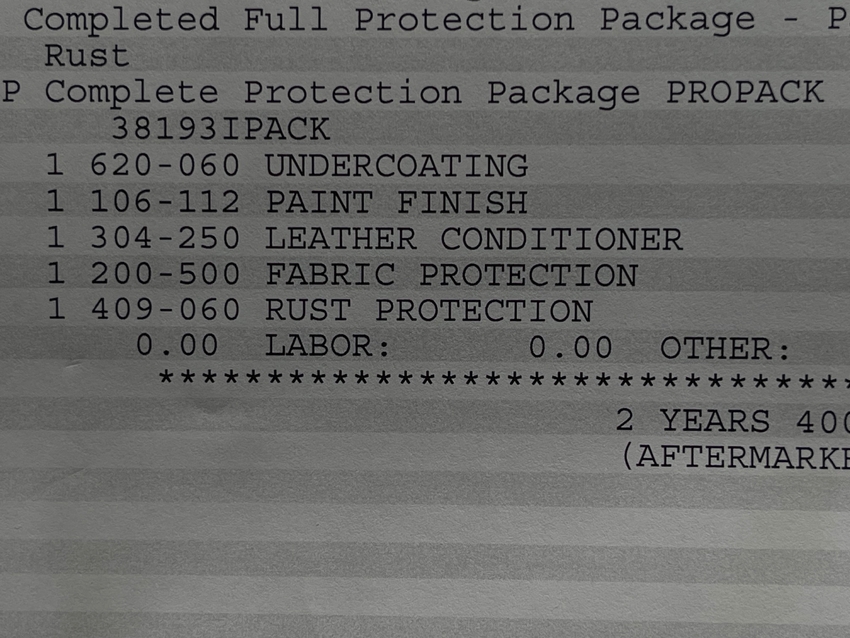 Completed Full Protection Package - P
Rust
P Complete Protection Package PROPACK
38193IPACK
1 620-060 UNDERCOATING
1 106-112 PAINT FINISH
1 304-250 LEATHER CONDITIONER
1 200-500 FABRIC PROTECTION
1 409-060 RUST PROTECTION
0.00 LABOR: 0.00 OTHER:
********************************
2 YEARS 400
(AFTERMARKE